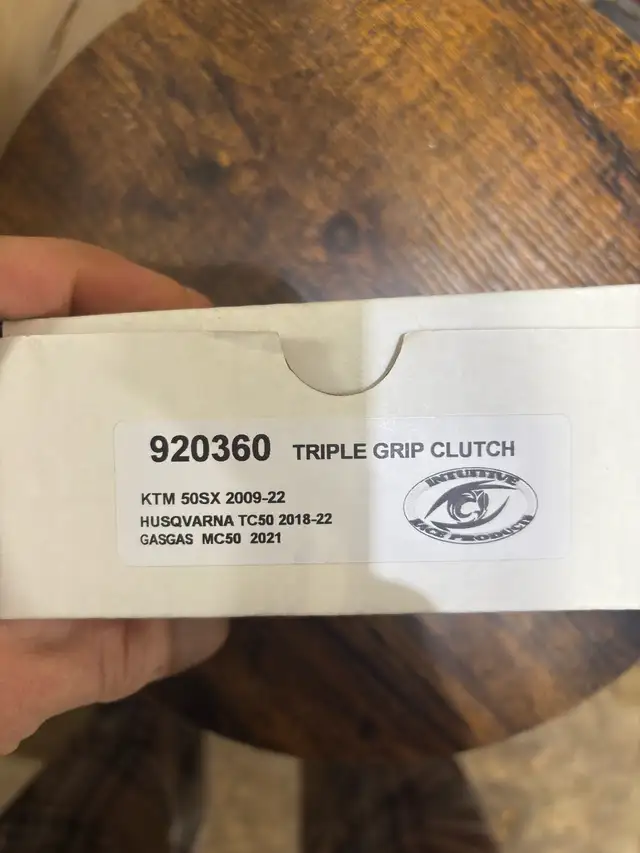 920360 TRIPLE GRIP CLUTCH
KTM 50SX 2009-22
HUSQVARNA TC50 2018-22
GASGAS MC50 2021
INTUITIVE
RACE PRODUCTS